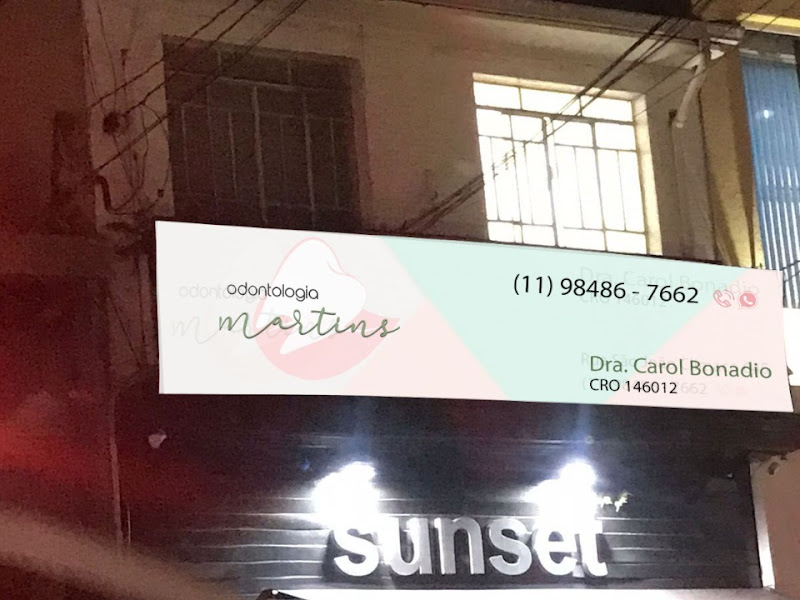 odontologia
martins
(11) 98486 - 7662
Dra. Carol Bonadio
CRO 146012
sunset